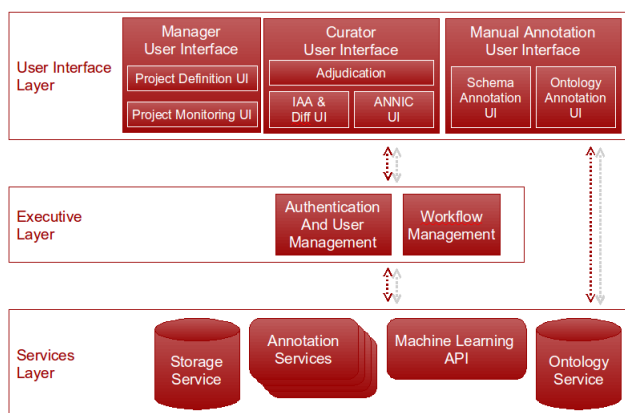 User Interface
Layer
Manager
User Interface
Project Definition UI
Project Monitoring UI
Curator
User Interface
Adjudication
IAA &
Diff UI
ANNIC
UI
Manual Annotation
User Interface
Schema
Annotation
UI
Ontology
Annotation
UI
Executive
Layer
Authentication
And User
Management
Workflow
Management
Services
Layer
Storage
Service
Annotation
Services
Machine Learning
API
Ontology
Service